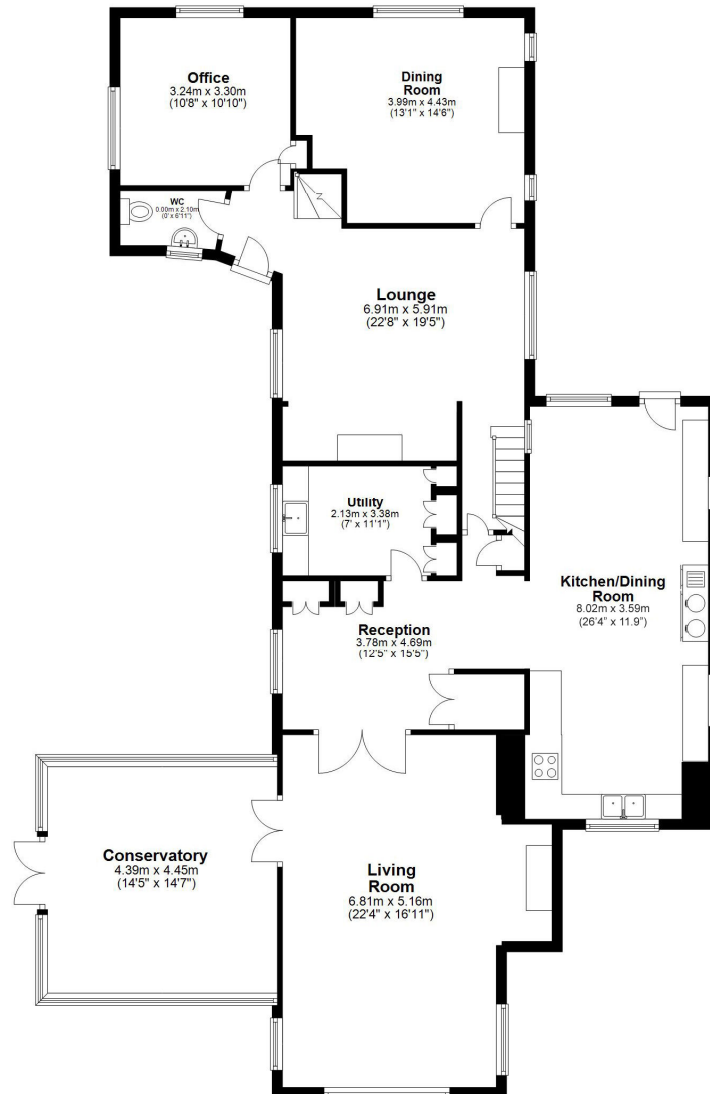 Office
3.24m x 3.30m
(10'8" x 10'10")
Dining
Room
3.99m x 4.43m
(13'1" x 14'6")
WC
0.00m x 2.10m
(0' x 6'11")
Lounge
6.91m x 5.91m
(22'8" x 19'5")
Utility
2.13m x 3.38m
(7' x 11'1")
Kitchen/Dining
Room
8.02m x 3.59m
(26'4" x 11.9")
Reception
3.78m x 4.69m
(12'5" x 15'5")
Conservatory
4.39m x 4.45m
(14'5" x 14'7")
Living
Room
6.81m x 5.16m
(22'4" x 16'11")